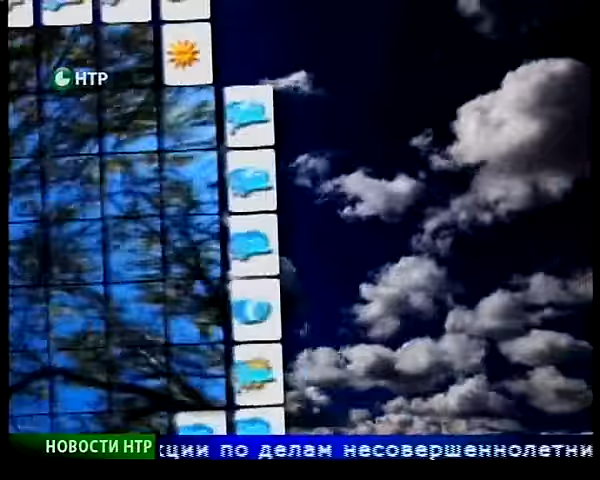 НТР
НОВОСТИ НТР
кции по делам несовершеннолетни